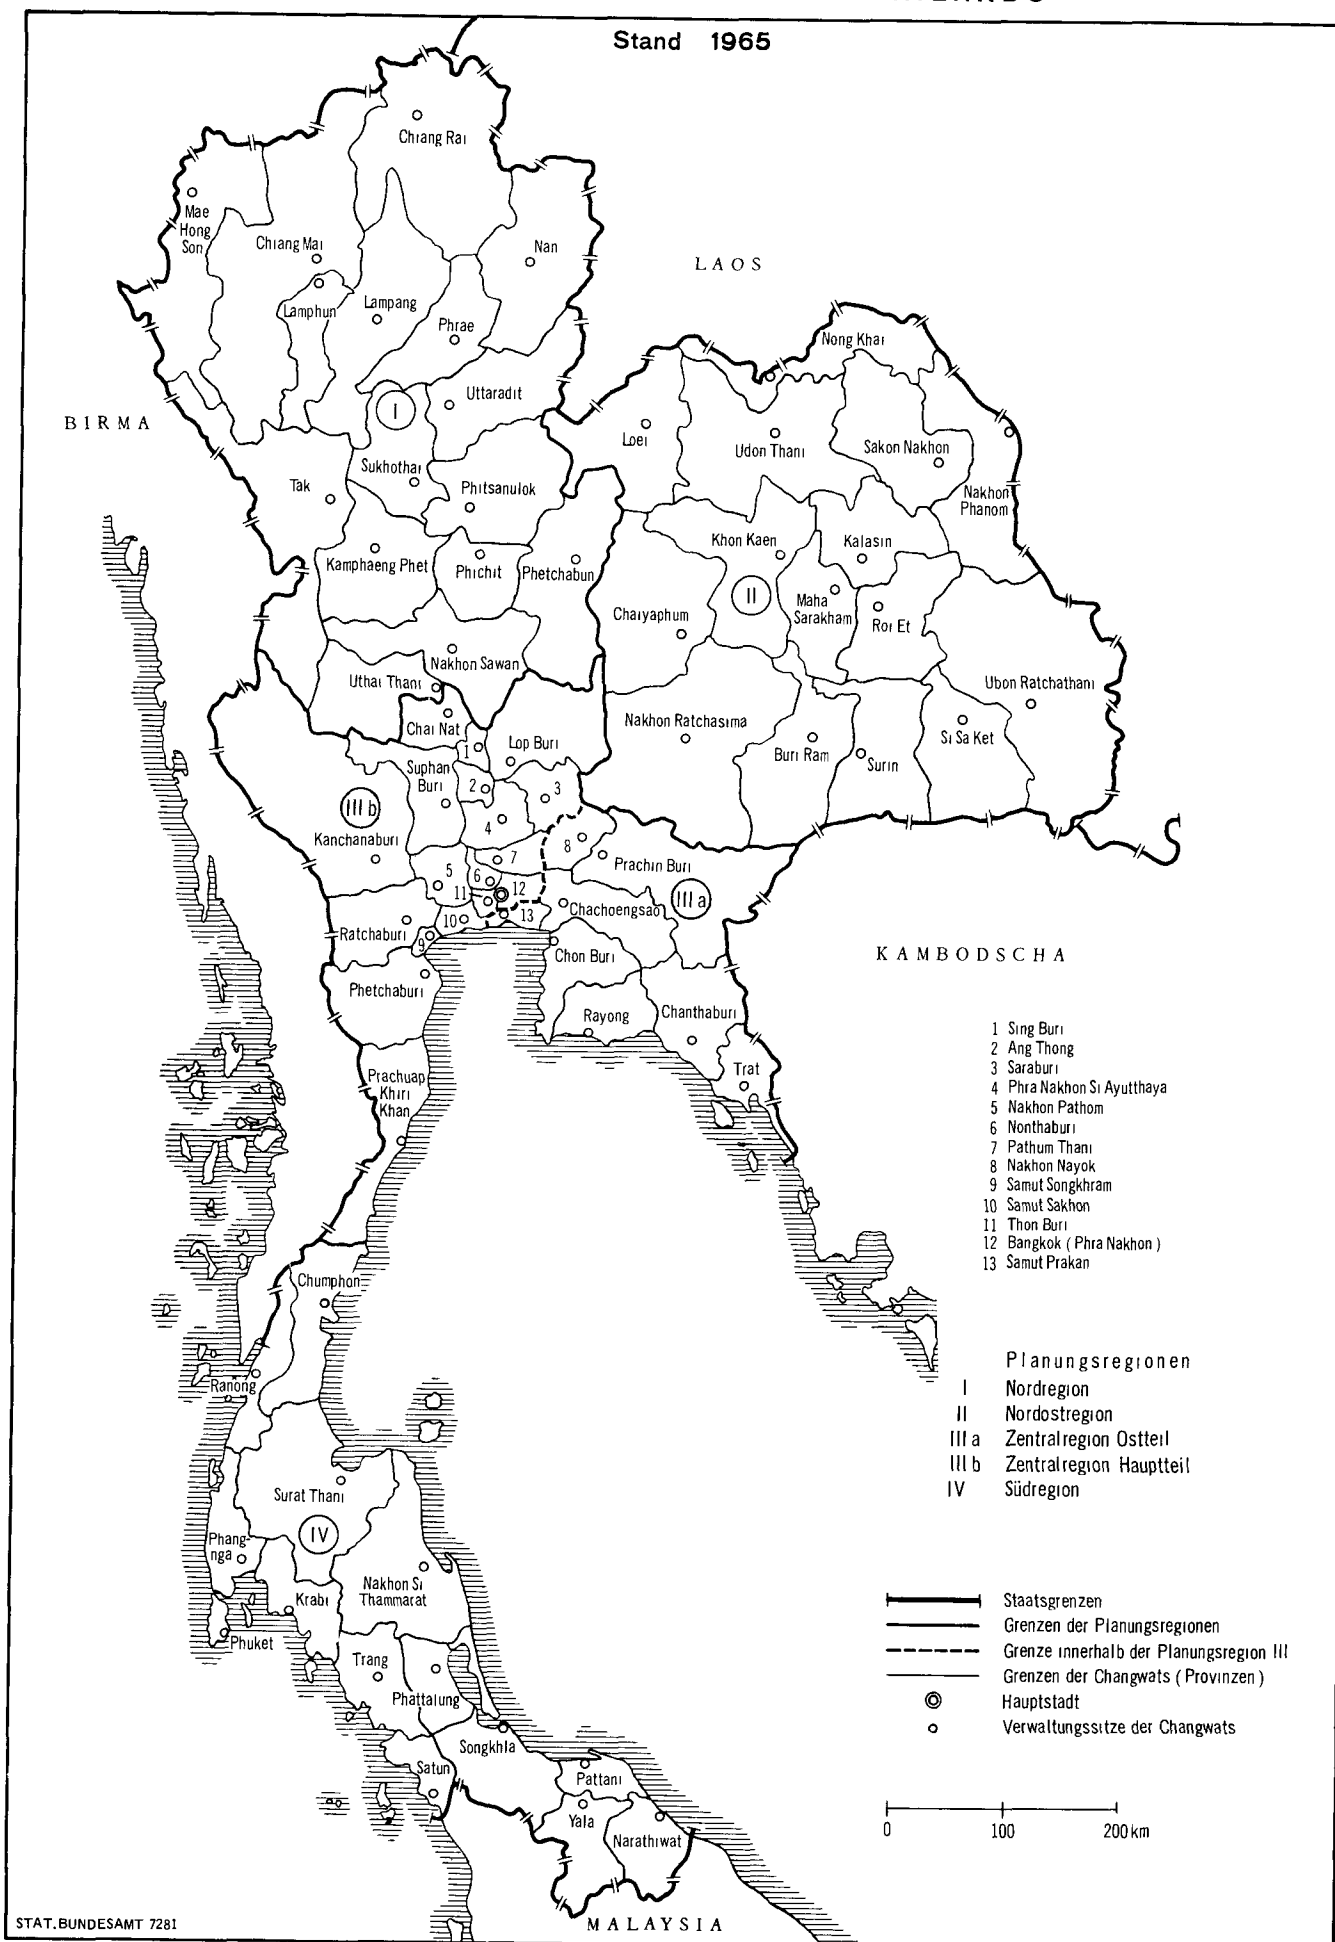 Stand 1965
Chiang Rai
Mae
Hong
Son
Chiang Mai
Nan
LAOS
Lamphun
Lampang
Phrae
Nong Khai
Uttaradit
I
BIRMA
Loei
Udon Thani
Sakon Nakhon
Sukhothai
Tak
Phitsanulok
Nakhon
Phanom
Khon Kaen
Kalasin
Kamphaeng Phet
Phichit
Phetchabun
II
Maha
Sarakham
Chaiyaphum
Roi Et
Nakhon Sawan
Uthai Thani
Ubon Ratchathani
Nakhon Ratchasima
Chai Nat
Lop Buri
Buri Ram
Surin
Si Sa Ket
1
Suphan
Buri
2
3
III b
4
Kanchanaburi
8
7
Prachin Buri
5
6
12
11
III a
Chachoengsao
10
13
Ratchaburi
9
Chon Buri
KAMBODSCHA
Phetchaburi
Rayong
Chanthaburi
Trat
Prachuap
Khiri
Khan
1 Sing Buri
2 Ang Thong
3 Saraburi
4 Phra Nakhon Si Ayutthaya
5 Nakhon Pathom
6 Nonthaburi
7 Pathum Thani
8 Nakhon Nayok
9 Samut Songkhram
10 Samut Sakhon
11 Thon Buri
12 Bangkok ( Phra Nakhon )
13 Samut Prakan
Chumphon
Ranong
Planungsregionen
I Nordregion
II Nordostregion
III a Zentralregion Ostteil
III b Zentralregion Hauptteil
IV Südregion
Surat Thani
IV
Phang-
nga
Krabi
Nakhon Si
Thammarat
Phuket
Trang
Phattalung
Songkhla
Satun
Pattani
Yala
Narathiwat
Staatsgrenzen
Grenzen der Planungsregionen
Grenze innerhalb der Planungsregion III
Grenzen der Changwats ( Provinzen )
Hauptstadt
Verwaltungssitze der Changwats
0 100 200 km
STAT. BUNDESAMT 7281
MALAYSIA